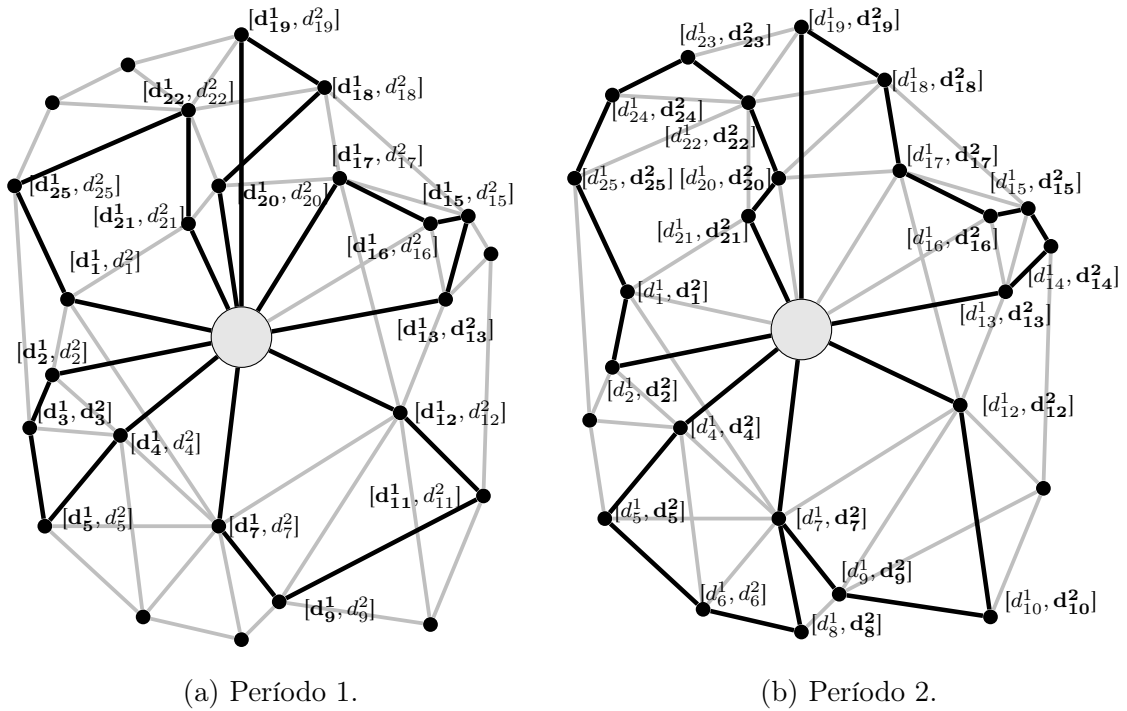 [d¹₁₉, d²₁₉]
[d¹₂₂, d²₂₂]
[d¹₁₈, d²₁₈]
[d¹₁₇, d²₁₇]
[d¹₂₅, d²₂₅]
[d¹₂₀, d²₂₀]
[d¹₁₅, d²₁₅]
[d¹₂₁, d²₂₁]
[d¹₁₆, d²₁₆]
[d¹₁, d²₁]
[d¹₁₃, d²₁₃]
[d¹₂, d²₂]
[d¹₃, d²₃]
[d¹₁₂, d²₁₂]
[d¹₄, d²₄]
[d¹₁₁, d²₁₁]
[d¹₅, d²₅]
[d¹₇, d²₇]
[d¹₉, d²₉]
(a) Período 1.
[d¹₁₉, d²₁₉]
[d¹₂₃, d²₂₃]
[d¹₁₈, d²₁₈]
[d¹₂₄, d²₂₄]
[d¹₂₂, d²₂₂]
[d¹₁₇, d²₁₇]
[d¹₂₅, d²₂₅]
[d¹₂₀, d²₂₀]
[d¹₁₅, d²₁₅]
[d¹₂₁, d²₂₁]
[d¹₁₆, d²₁₆]
[d¹₁₄, d²₁₄]
[d¹₁, d²₁]
[d¹₁₃, d²₁₃]
[d¹₂, d²₂]
[d¹₁₂, d²₁₂]
[d¹₄, d²₄]
[d¹₅, d²₅]
[d¹₇, d²₇]
[d¹₉, d²₉]
[d¹₆, d²₆]
[d¹₁₀, d²₁₀]
[d¹₈, d²₈]
(b) Período 2.